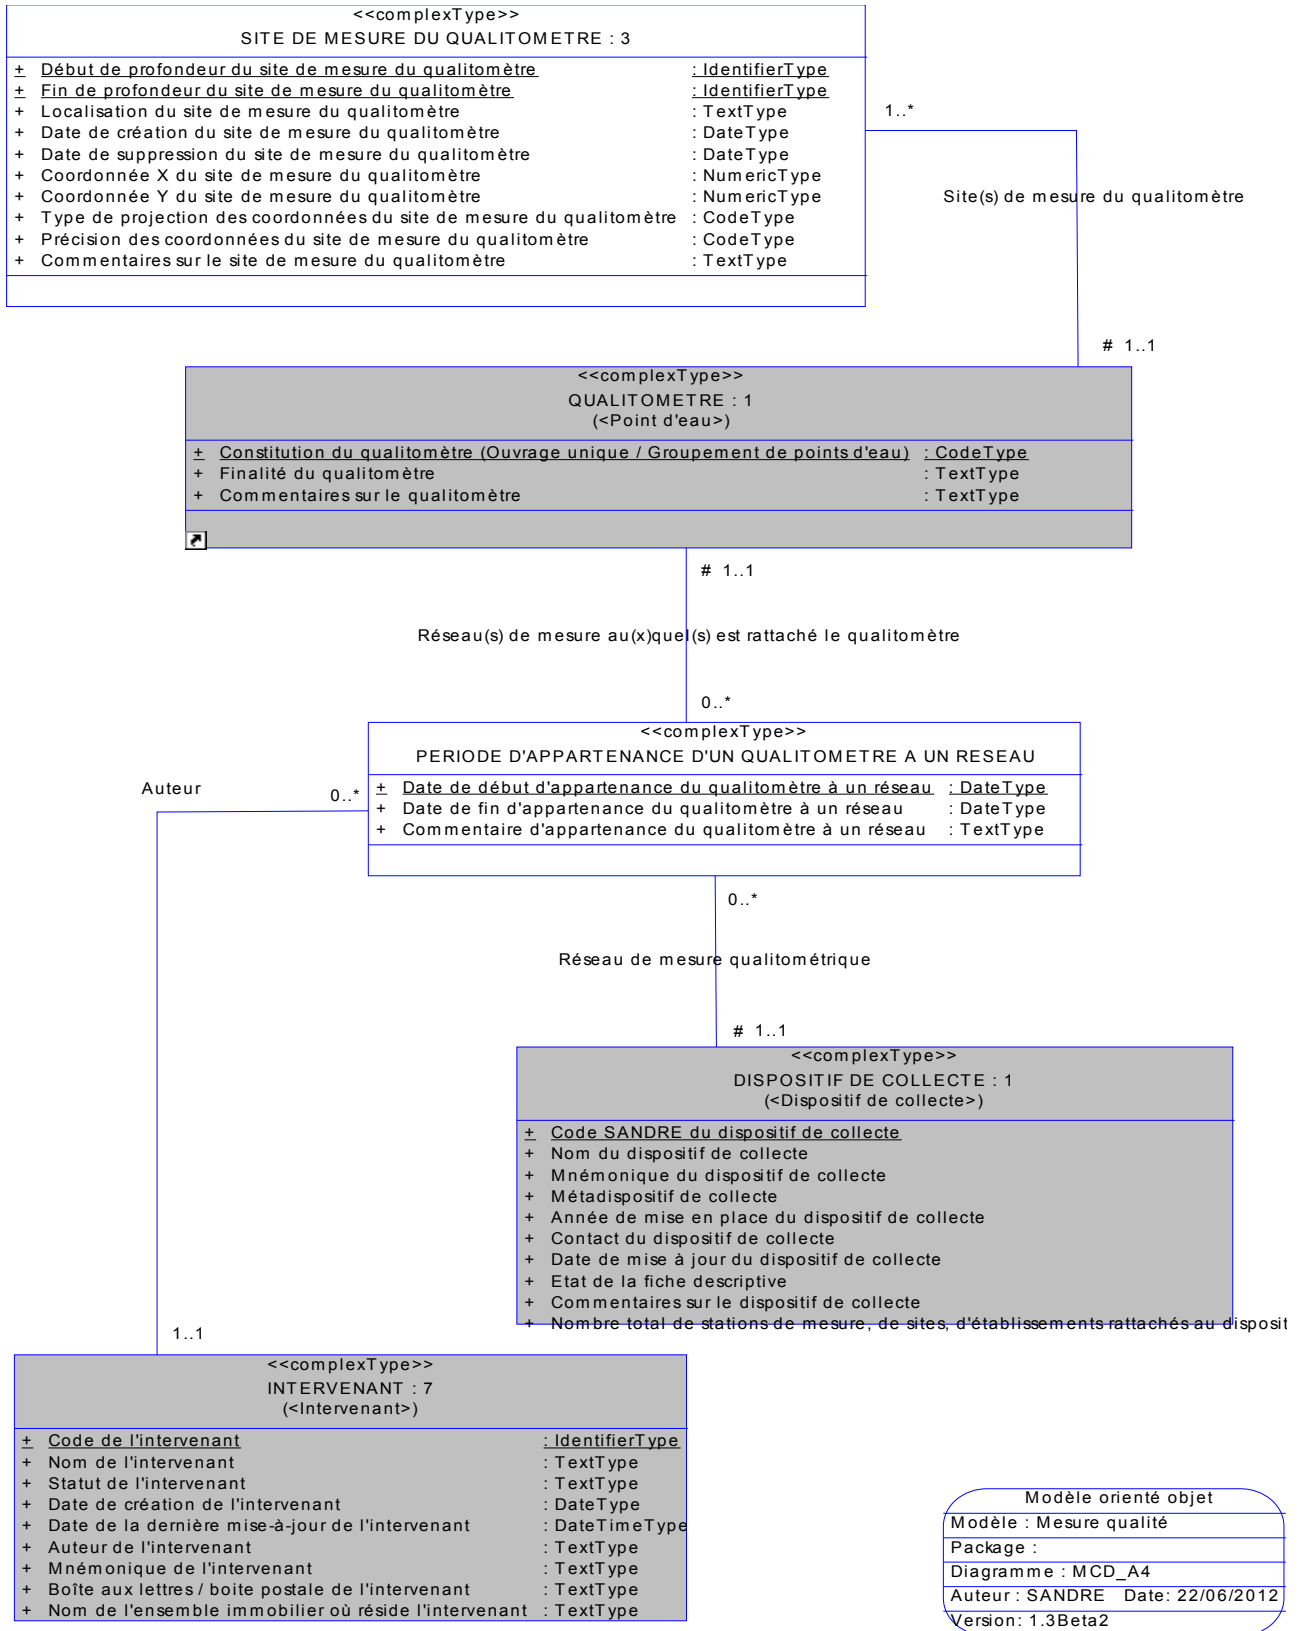 <<complexType>>
SITE DE MESURE DU QUALITOMETRE : 3
+ Début de profondeur du site de mesure du qualitomètre : IdentifierType
+ Fin de profondeur du site de mesure du qualitomètre : IdentifierType
+ Localisation du site de mesure du qualitomètre : TextType
+ Date de création du site de mesure du qualitomètre : DateType
+ Date de suppression du site de mesure du qualitomètre : DateType
+ Coordonnée X du site de mesure du qualitomètre : NumericType
+ Coordonnée Y du site de mesure du qualitomètre : NumericType
+ Type de projection des coordonnées du site de mesure du qualitomètre : CodeType
+ Précision des coordonnées du site de mesure du qualitomètre : CodeType
+ Commentaires sur le site de mesure du qualitomètre : TextType
1..*
Site(s) de mesure du qualitomètre
# 1..1
<<complexType>>
QUALITOMETRE : 1
(<Point d'eau>)
+ Constitution du qualitomètre (Ouvrage unique / Groupement de points d'eau) : CodeType
+ Finalité du qualitomètre : TextType
+ Commentaires sur le qualitomètre : TextType
# 1..1
Réseau(s) de mesure au(x)quel(s) est rattaché le qualitomètre
0..*
<<complexType>>
PERIODE D'APPARTENANCE D'UN QUALITOMETRE A UN RESEAU
+ Date de début d'appartenance du qualitomètre à un réseau : DateType
+ Date de fin d'appartenance du qualitomètre à un réseau : DateType
+ Commentaire d'appartenance du qualitomètre à un réseau : TextType
Auteur
0..*
0..*
Réseau de mesure qualitométrique
# 1..1
<<complexType>>
DISPOSITIF DE COLLECTE : 1
(<Dispositif de collecte>)
+ Code SANDRE du dispositif de collecte
+ Nom du dispositif de collecte
+ Mnémonique du dispositif de collecte
+ Métadispositif de collecte
+ Année de mise en place du dispositif de collecte
+ Contact du dispositif de collecte
+ Date de mise à jour du dispositif de collecte
+ Etat de la fiche descriptive
+ Commentaires sur le dispositif de collecte
+ Nombre total de stations de mesure, de sites, d'établissements rattachés au disposit
1..1
<<complexType>>
INTERVENANT : 7
(<Intervenant>)
+ Code de l'intervenant : IdentifierType
+ Nom de l'intervenant : TextType
+ Statut de l'intervenant : TextType
+ Date de création de l'intervenant : DateType
+ Date de la dernière mise-à-jour de l'intervenant : DateTimeType
+ Auteur de l'intervenant : TextType
+ Mnémonique de l'intervenant : TextType
+ Boîte aux lettres / boite postale de l'intervenant : TextType
+ Nom de l'ensemble immobilier où réside l'intervenant : TextType
Modèle orienté objet
Modèle : Mesure qualité
Package :
Diagramme : MCD_A4
Auteur : SANDRE Date: 22/06/2012
Version: 1.3Beta2